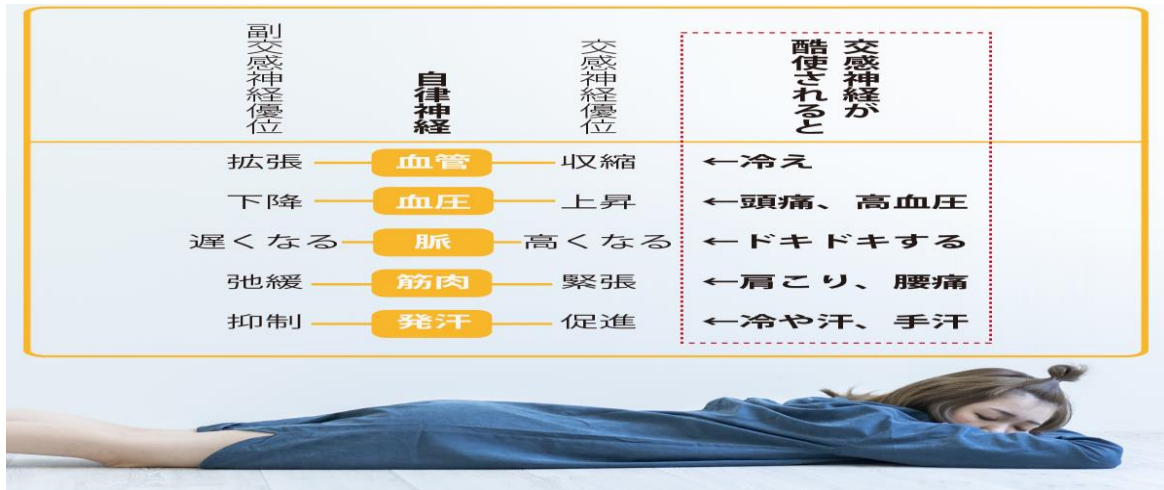 副交感神経優位
自律神経
交感神経優位
交感神経が
酷使されると
拡張 血管 収縮 ←冷え
下降 血圧 上昇 ←頭痛、高血圧
遅くなる 脈 高くなる ←ドキドキする
弛緩 筋肉 緊張 ←肩こり、腰痛
抑制 発汗 促進 ←冷や汗、手汗